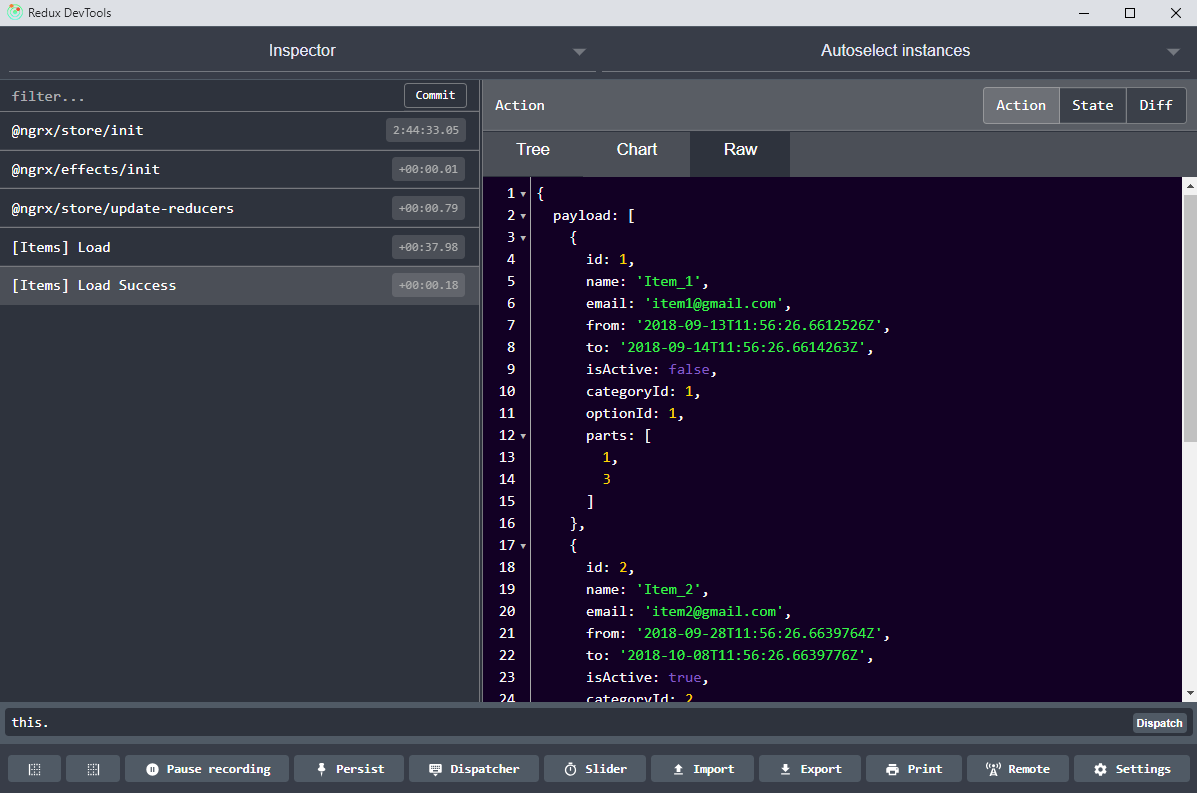 Redux DevTools
Inspector
Autoselect instances
filter...
Commit
@ngrx/store/init
2:44:33.05
@ngrx/effects/init
+00:00.01
@ngrx/store/update-reducers
+00:00.79
[Items] Load
+00:37.98
[Items] Load Success
+00:00.18
Action
Action
State
Diff
Tree
Chart
Raw
1 {
2 payload: [
3 {
4 id: 1,
5 name: 'Item_1',
6 email: 'item1@gmail.com',
7 from: '2018-09-13T11:56:26.6612526Z',
8 to: '2018-09-14T11:56:26.6614263Z',
9 isActive: false,
10 categoryId: 1,
11 optionId: 1,
12 parts: [
13 1,
14 3
15 ]
16 },
17 {
18 id: 2,
19 name: 'Item_2',
20 email: 'item2@gmail.com',
21 from: '2018-09-28T11:56:26.6639764Z',
22 to: '2018-10-08T11:56:26.6639776Z',
23 isActive: true,
24 categoryId: 2
this.
Dispatch
Pause recording
Persist
Dispatcher
Slider
Import
Export
Print
Remote
Settings